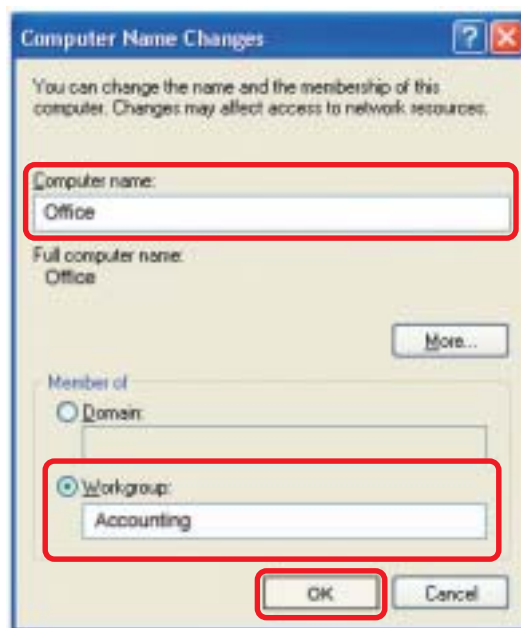 Computer Name Changes
You can change the name and the membership of this
computer. Changes may affect access to network resources.
Computer name:
Office
Full computer name:
Office
More...
Member of
Domain:
Workgroup:
Accounting
OK
Cancel